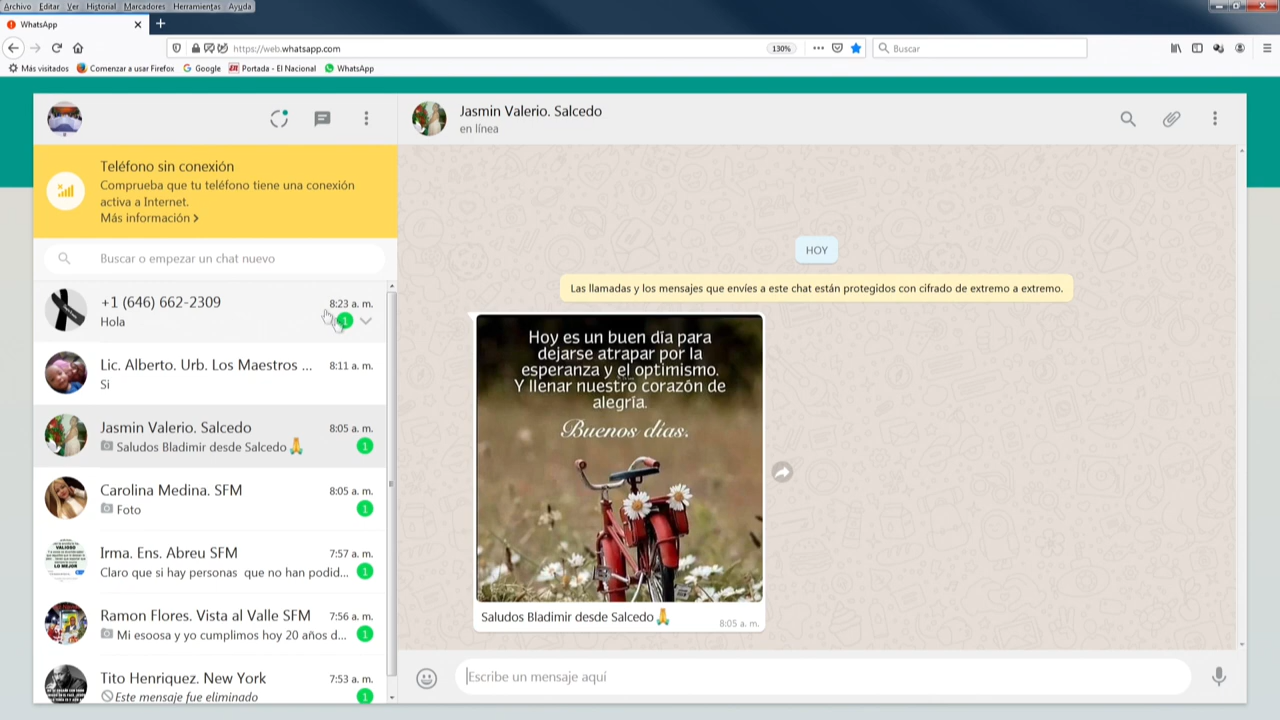 Archivo Editar Ver Historial Marcadores Herramientas Ayuda
WhatsApp
https://web.whatsapp.com
130%
Buscar
Más visitados
Comenzar a usar Firefox
Google
Portada - El Nacional
WhatsApp
Teléfono sin conexión
Comprueba que tu teléfono tiene una conexión
activa a Internet.
Más información
Buscar o empezar un chat nuevo
+1 (646) 662-2309
8:23 a. m.
Hola
1
Lic. Alberto. Urb. Los Maestros ...
8:11 a. m.
Si
Jasmin Valerio. Salcedo
8:05 a. m.
Saludos Bladimir desde Salcedo🙏
1
Carolina Medina. SFM
8:05 a. m.
Foto
1
Irma. Ens. Abreu SFM
7:57 a. m.
Claro que si hay personas que no han podid...
1
Ramon Flores. Vista al Valle SFM
7:56 a. m.
Mi esoosa y yo cumplimos hoy 20 años d...
1
Tito Henriquez. New York
7:53 a. m.
Este mensaje fue eliminado
1
Jasmin Valerio. Salcedo
en línea
HOY
Las llamadas y los mensajes que envíes a este chat están protegidos con cifrado de extremo a extremo.
Hoy es un buen día para
dejarse atrapar por la
esperanza y el optimismo.
Y llenar nuestro corazón de
alegría.
Buenos días.
Saludos Bladimir desde Salcedo🙏
8:05 a. m.
Escribe un mensaje aquí